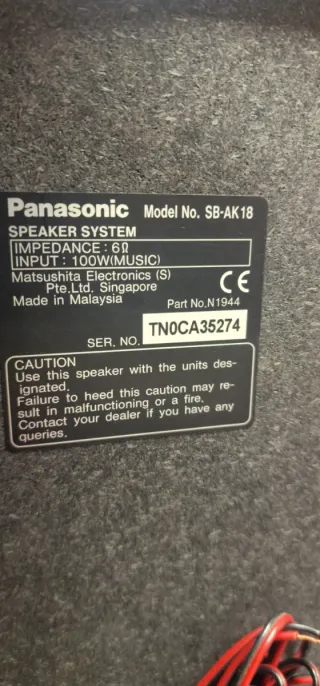 Panasonic Model No. SB-AK18
SPEAKER SYSTEM
IMPEDANCE : 6Ω
INPUT : 100W(MUSIC)
Matsushita Electronics (S)
Pte.Ltd. Singapore
CE
Made in Malaysia
Part No.N1944
SER. NO. TN0CA35274
CAUTION
Use this speaker with the units des-
ignated.
Failure to heed this caution may re-
sult in malfunctioning or a fire.
Contact your dealer if you have any
queries.